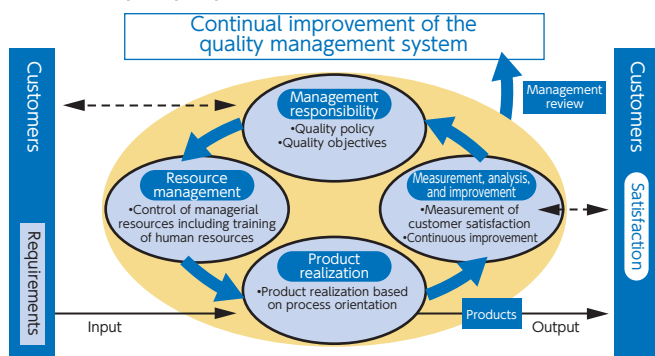 Continual improvement of the
quality management system
Customers
Requirements
Management
responsibility
•Quality policy
•Quality objectives
Resource
management
•Control of managerial
resources including training
of human resources
Measurement, analysis,
and improvement
•Measurement of
customer satisfaction
•Continuous improvement
Product
realization
•Product realization based
on process orientation
Management
review
Customers
Satisfaction
Input
Products
Output